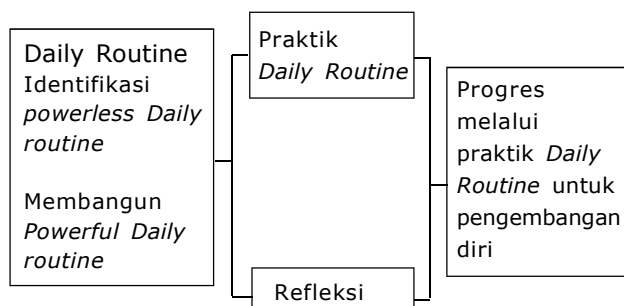 Daily Routine
Identifikasi
powerless Daily
routine
Membangun
Powerful Daily
routine
Praktik
Daily Routine
Refleksi
Progres
melalui
praktik Daily
Routine untuk
pengembangan
diri